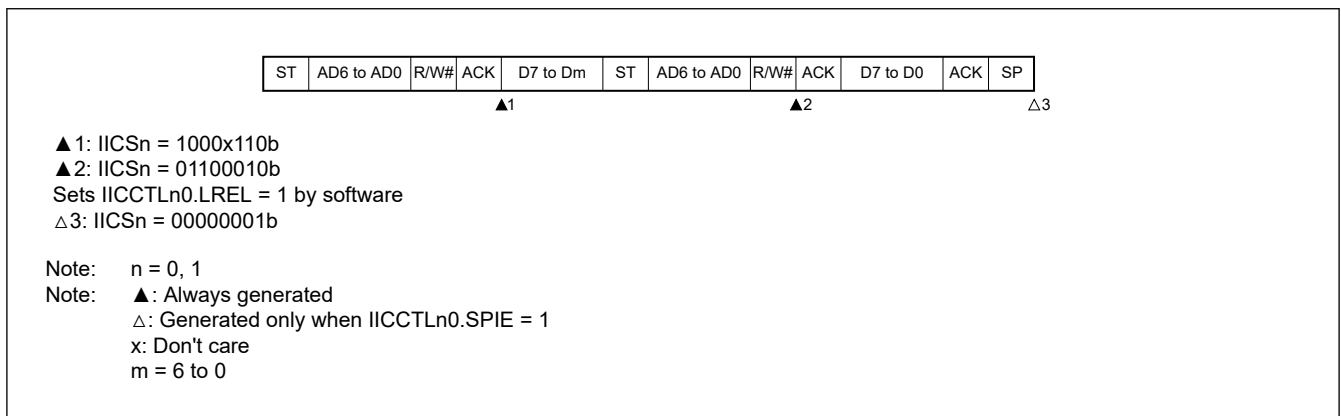 ST AD6 to AD0 R/W# ACK D7 to Dm ST AD6 to AD0 R/W# ACK D7 to D0 ACK SP
▲1 ▲2 △3
▲1: IICSn = 1000x110b
▲2: IICSn = 01100010b
Sets IICCTLn0.LREL = 1 by software
△3: IICSn = 00000001b
Note: n = 0, 1
Note: ▲: Always generated
△: Generated only when IICCTLn0.SPIE = 1
x: Don't care
m = 6 to 0